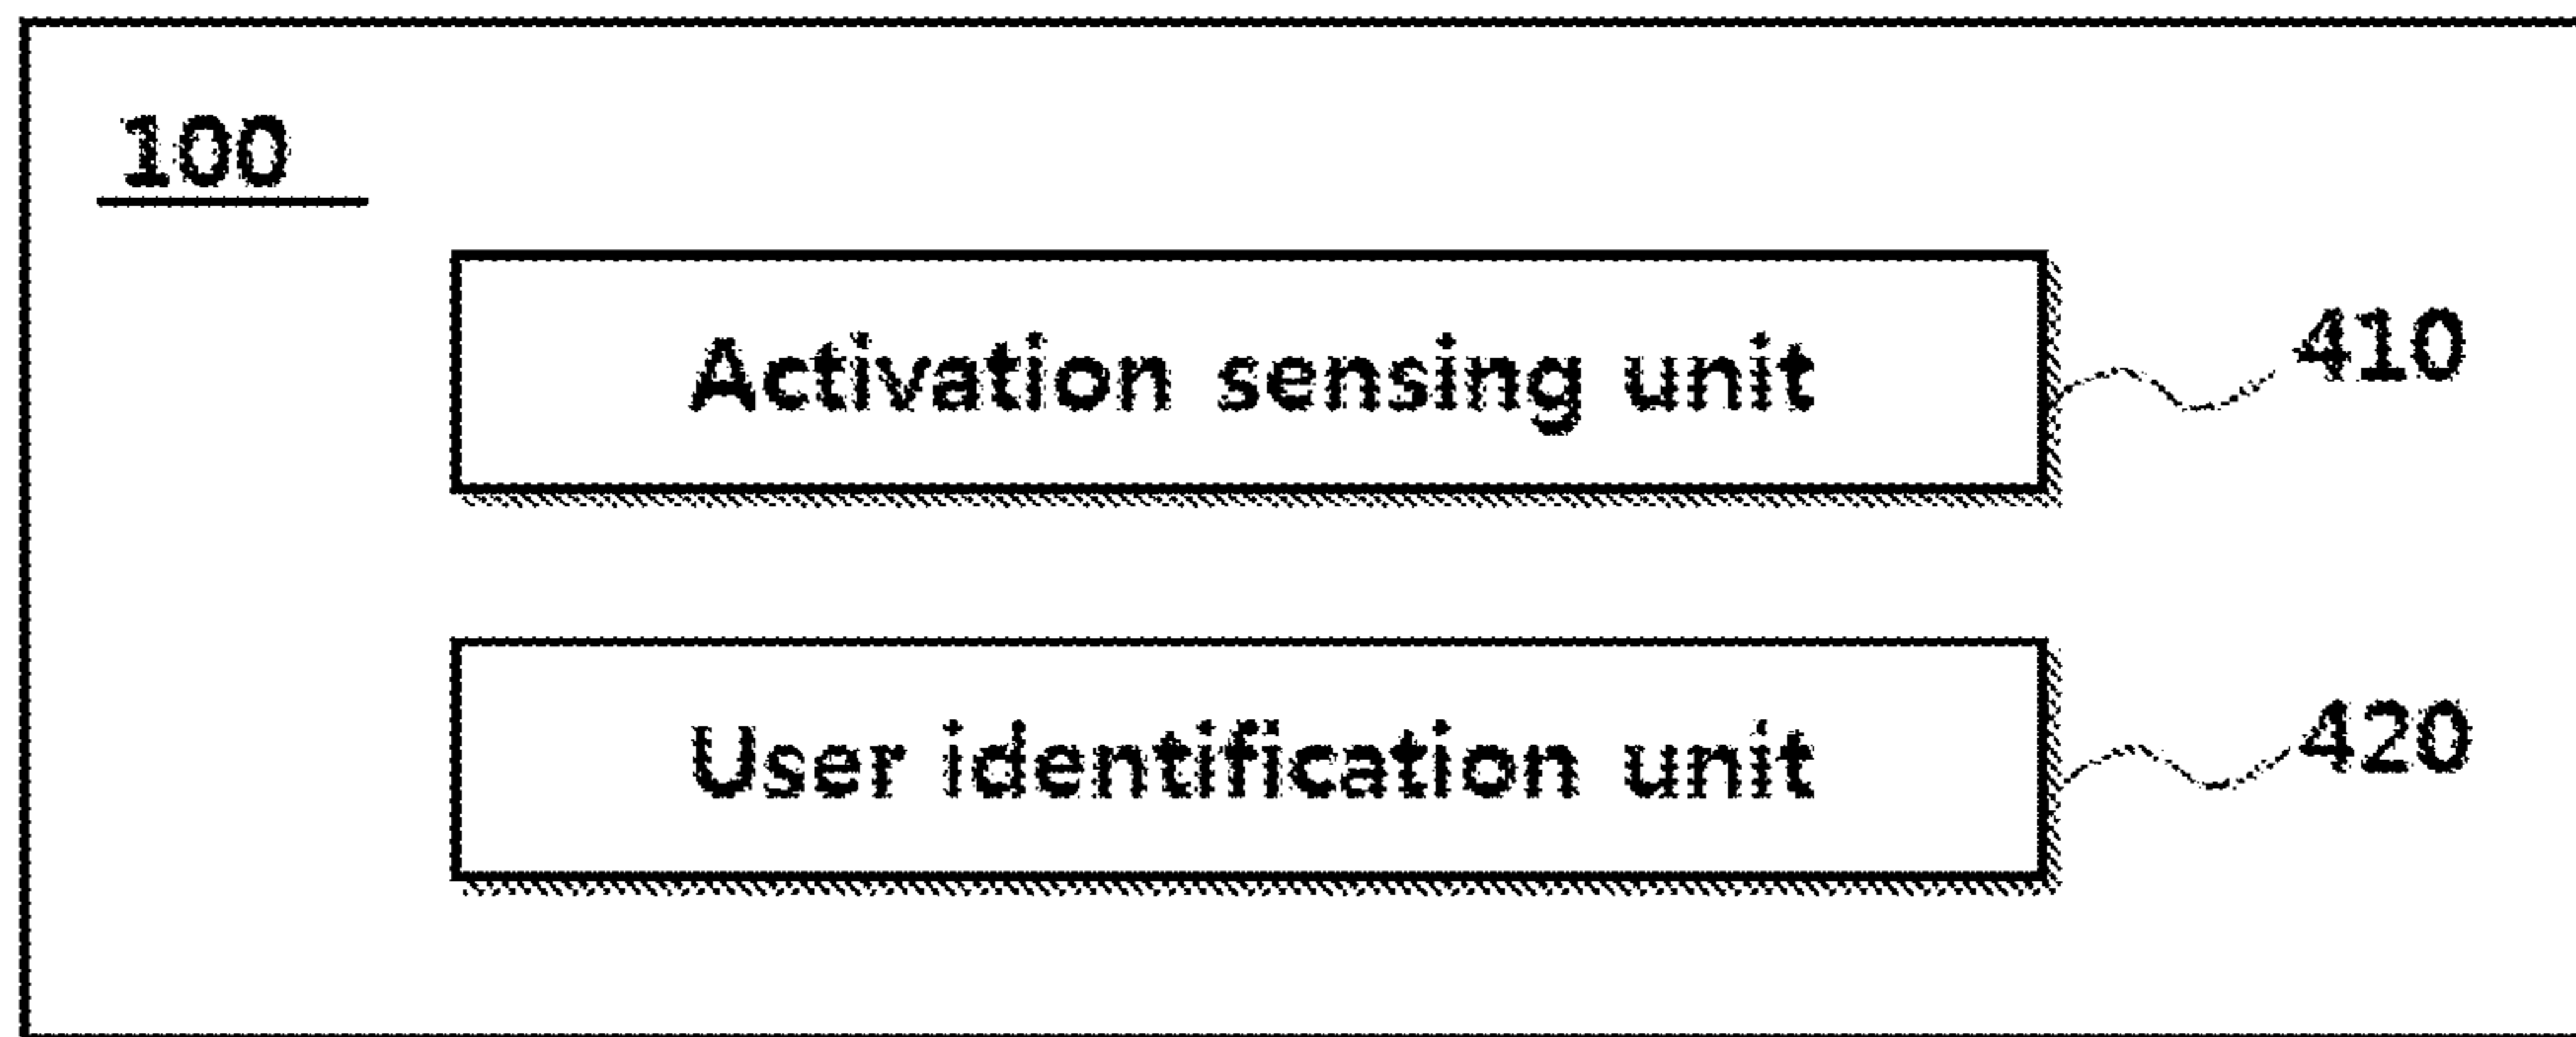 100
Activation sensing unit
410
User identification unit
420